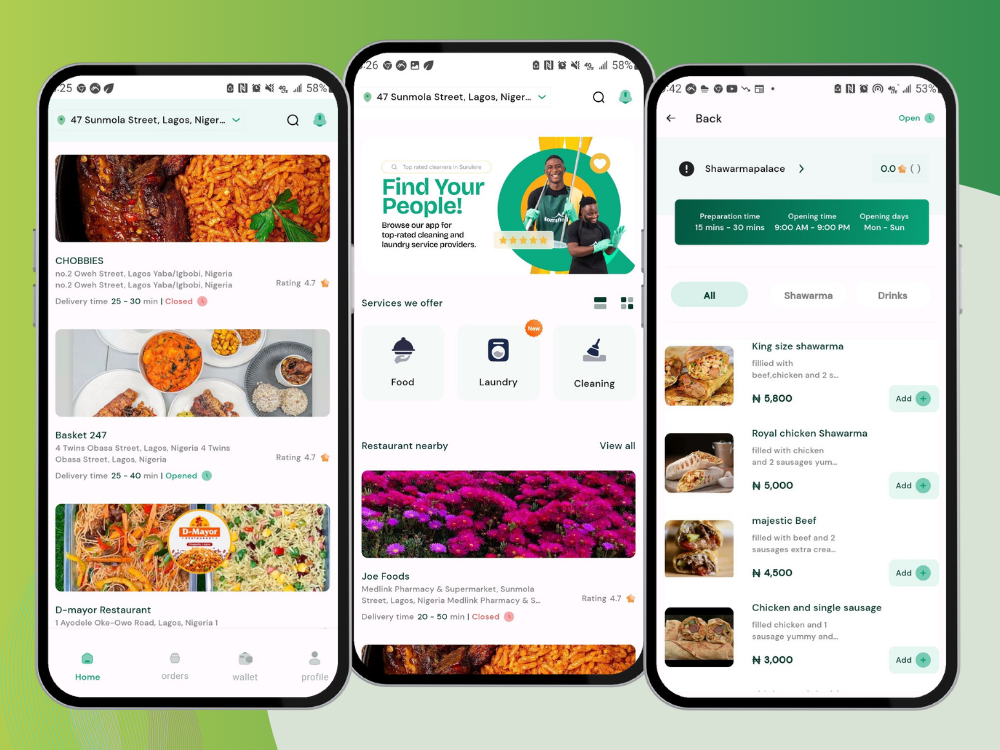 :25
58%
47 Sunmola Street, Lagos, Niger...
CHOBBIES
no.2 Oweh Street, Lagos Yaba/Igbobi, Nigeria
no.2 Oweh Street, Lagos Yaba/Igbobi, Nigeria
Rating 4.7
Delivery time 25 - 30 min | Closed
Basket 247
4 Twins Obasa Street, Lagos, Nigeria 4 Twins
Obasa Street, Lagos, Nigeria
Rating 4.7
Delivery time 25 - 40 min | Opened
D-Mayor
D-mayor Restaurant
1 Ayodele Oke-Owo Road, Lagos, Nigeria 1
Home
orders
wallet
profile
:26
58%
47 Sunmola Street, Lagos, Niger...
Top rated cleaners in Surulere
Find Your
People!
Browse our app for
top-rated cleaning and
laundry service providers.
Services we offer
New
Food
Laundry
Cleaning
Restaurant nearby
View all
Joe Foods
Medlink Pharmacy & Supermarket, Sunmola
Street, Lagos, Nigeria Medlink Pharmacy & S...
Rating 4.7
Delivery time 20 - 50 min | Closed
:42
53%
Back
Open
Shawarmapalace
0.0 ( )
Preparation time
15 mins - 30 mins
Opening time
9:00 AM - 9:00 PM
Opening days
Mon - Sun
All
Shawarma
Drinks
King size shawarma
fillied with
beef,chicken and 2 s...
₦ 5,800
Add +
Royal chicken Shawarma
filled with chicken
and 2 sausages yum...
₦ 5,000
Add +
majestic Beef
filled with beef and 2
sausages extra crea...
₦ 4,500
Add +
Chicken and single sausage
filled chicken and 1
sausage yummy and...
₦ 3,000
Add +